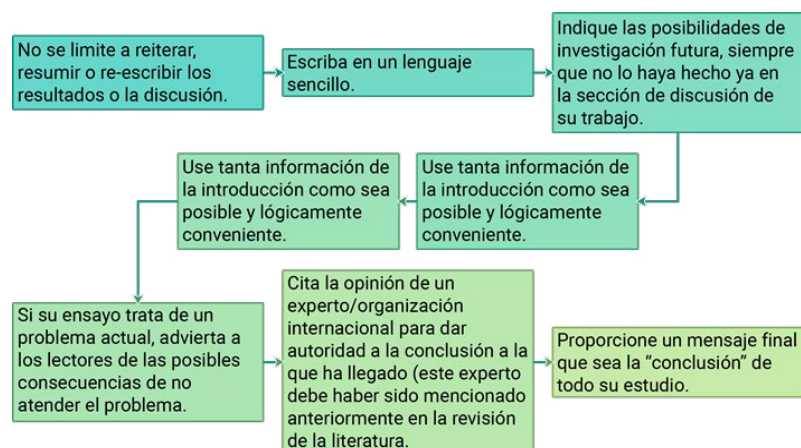 No se limite a reiterar,
resumir o re-escribir los
resultados o la discusión.
Escriba en un lenguaje
sencillo.
Indique las posibilidades de
investigación futura, siempre
que no lo haya hecho ya en
la sección de discusión de
su trabajo.
Use tanta información de
la introducción como sea
posible y lógicamente
conveniente.
Use tanta información de
la introducción como sea
posible y lógicamente
conveniente.
Si su ensayo trata de un
problema actual, advierta a
los lectores de las posibles
consecuencias de no
atender el problema.
Cita la opinión de un
experto/organización
internacional para dar
autoridad a la conclusión a la
que ha llegado (este experto
debe haber sido mencionado
anteriormente en la revisión
de la literatura.
Proporcione un mensaje final
que sea la “conclusión” de
todo su estudio.